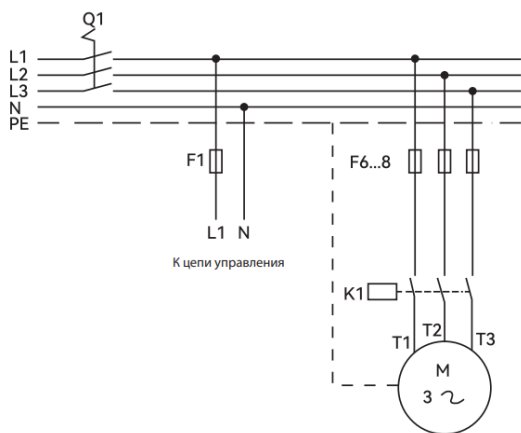 Q1
L1
L2
L3
N
PE
F1
F6...8
L1 N
К цепи управления
K1
T1 T2 T3
M
3 ~